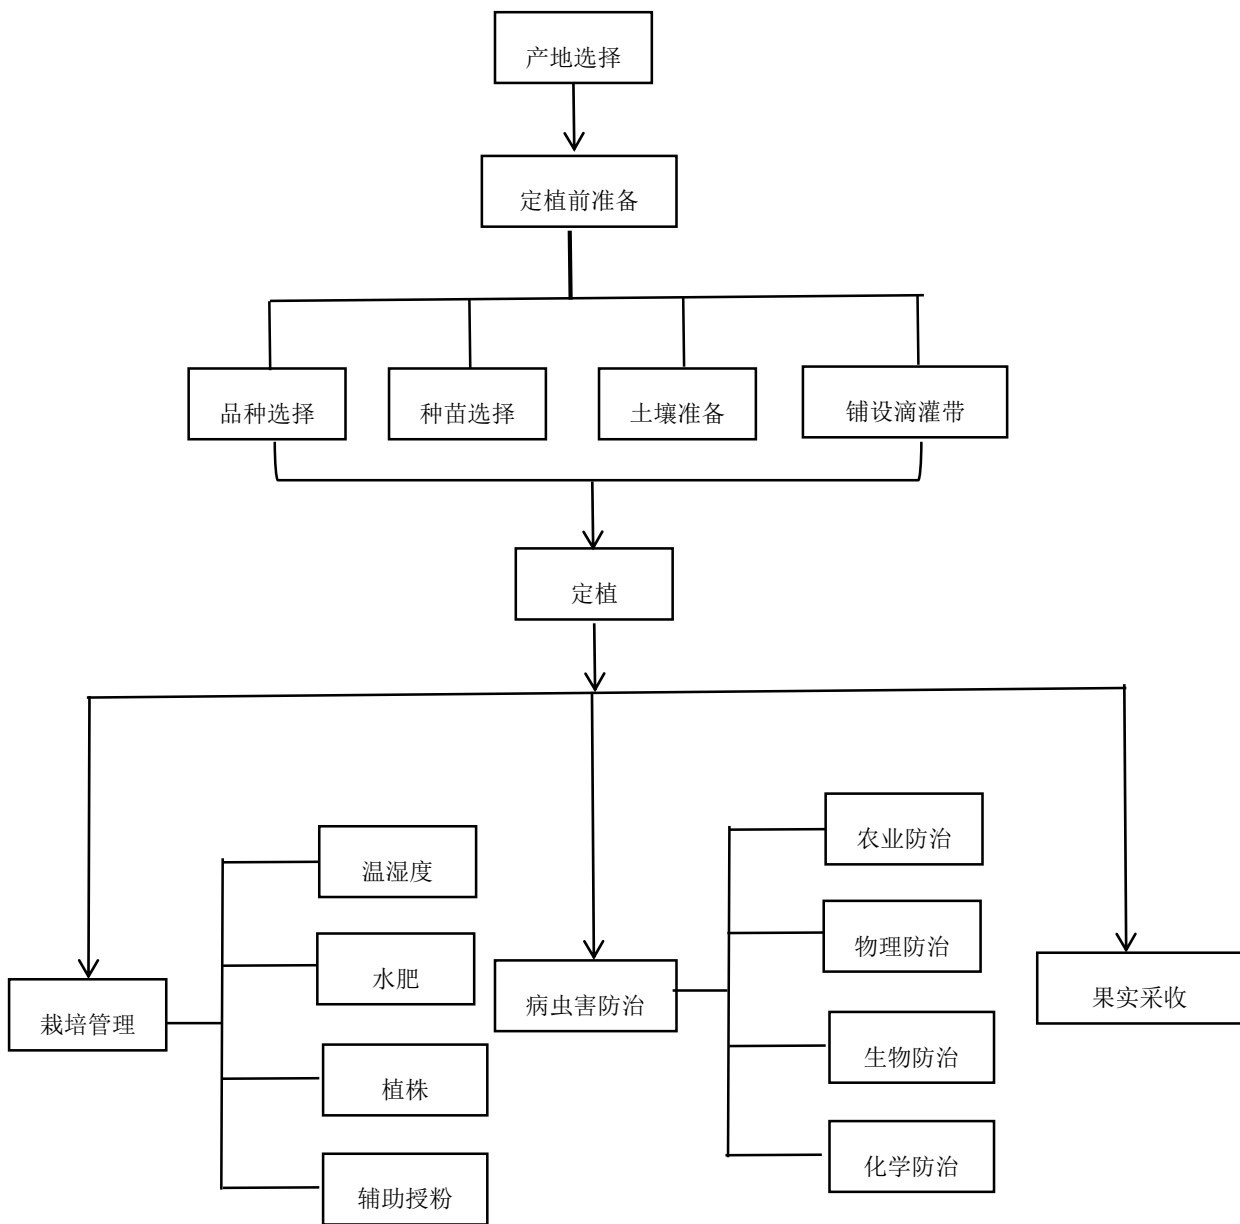 产地选择
定植前准备
品种选择
种苗选择
土壤准备
铺设滴灌带
定植
农业防治
温湿度
物理防治
水肿
病虫害防治
果实采收
栽培管理
生物防治
植株
化学防治
辅助授粉